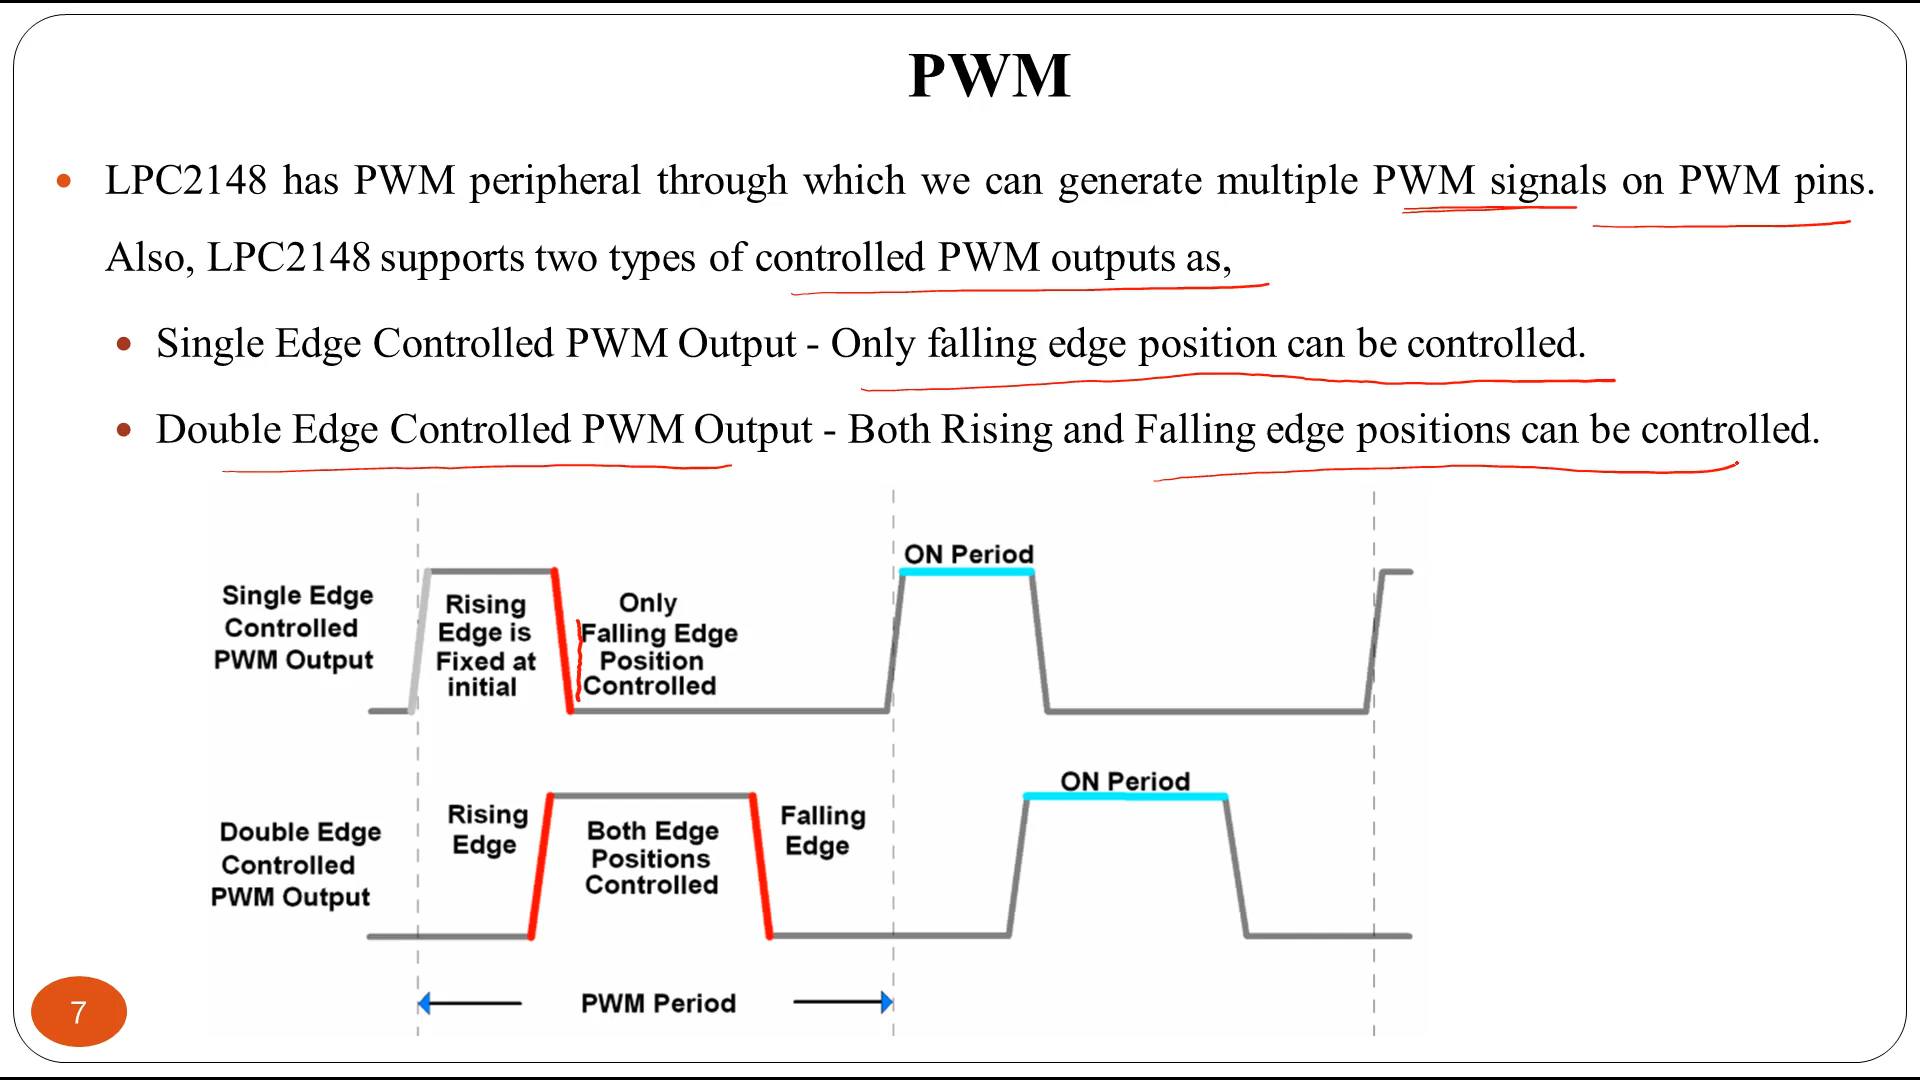 PWM
LPC2148 has PWM peripheral through which we can generate multiple PWM signals on PWM pins.
Also, LPC2148 supports two types of controlled PWM outputs as,
Single Edge Controlled PWM Output - Only falling edge position can be controlled.
Double Edge Controlled PWM Output - Both Rising and Falling edge positions can be controlled.
Single Edge
Controlled
PWM Output
Rising
Edge is
Fixed at
initial
Only
Falling Edge
Position
Controlled
ON Period
Double Edge
Controlled
PWM Output
Rising
Edge
Both Edge
Positions
Controlled
Falling
Edge
ON Period
PWM Period
7